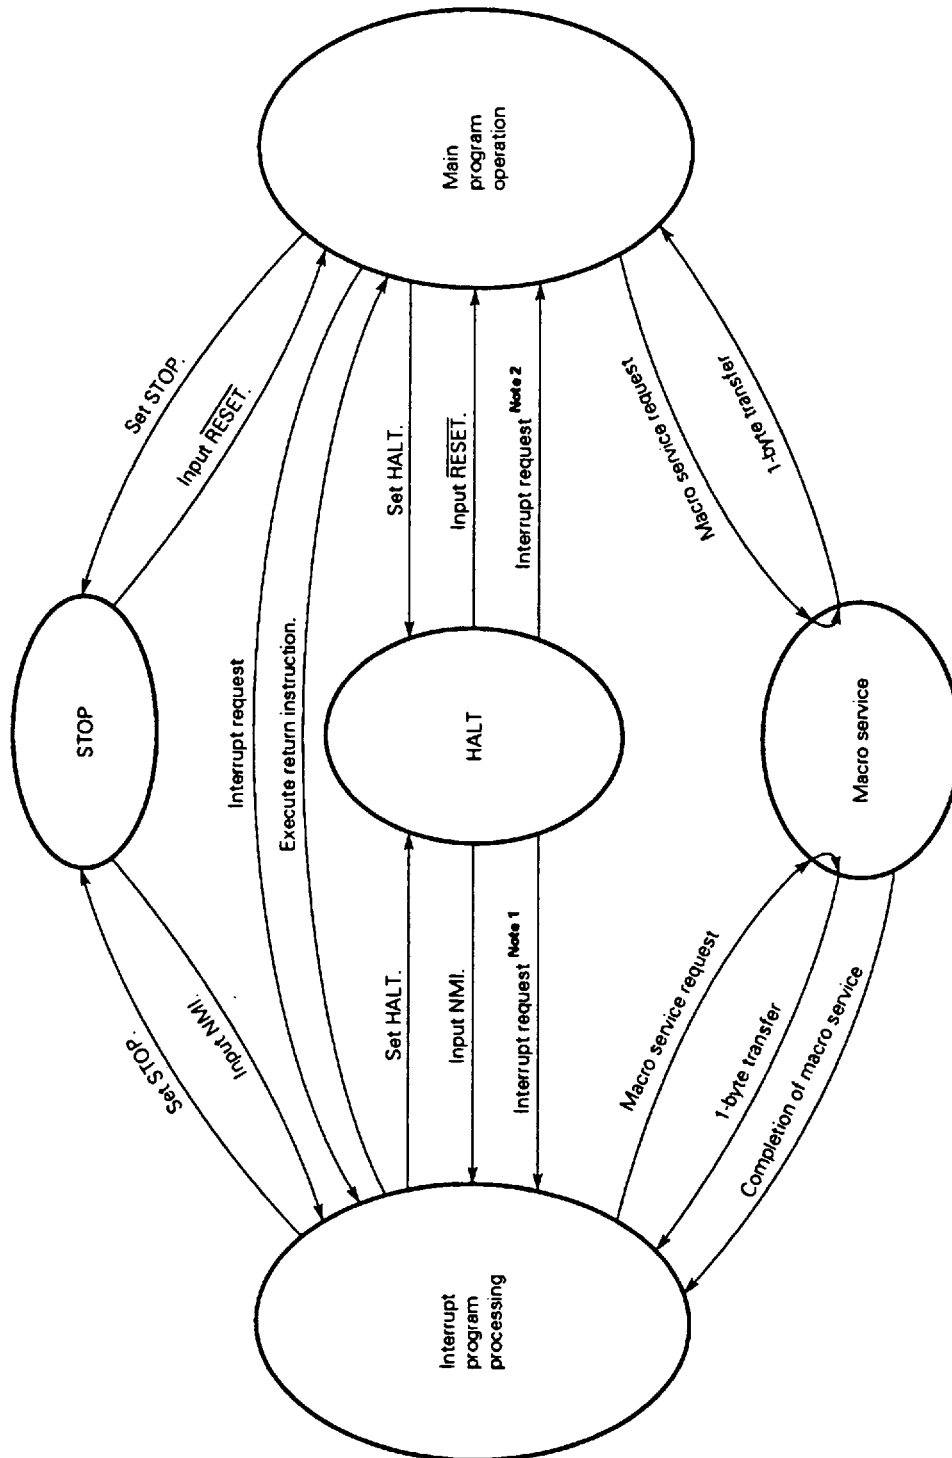 Main
program
operation
Set STOP.
Input RESET.
Set HALT.
Input RESET.
Interrupt request Note 2
Macro service request
1-byte transfer
STOP
Interrupt request
Execute return instruction.
HALT
Macro service
Set STOP.
Input NMI.
Set HALT.
Input NMI.
Interrupt request Note 1
Macro service request
1-byte transfer
Completion of macro service
Interrupt
program
processing